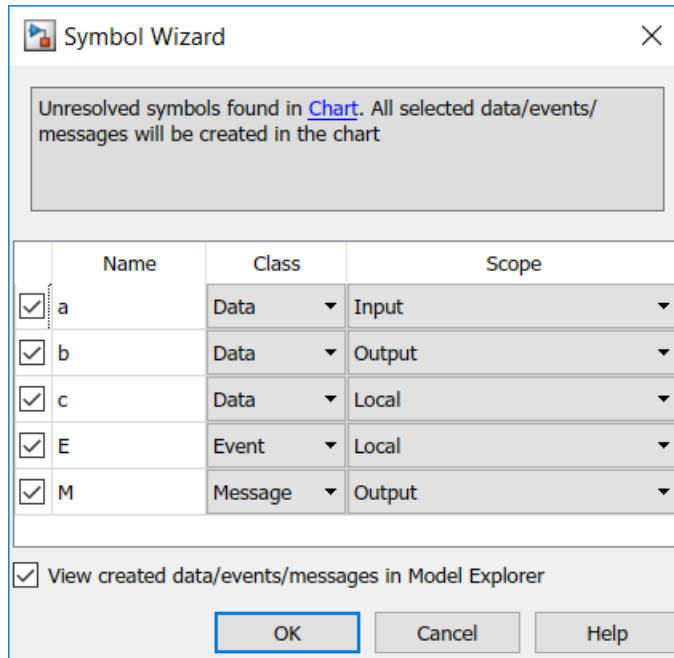 Symbol Wizard
Unresolved symbols found in Chart. All selected data/events/
messages will be created in the chart
Name Class Scope
a Data Input
b Data Output
c Data Local
E Event Local
M Message Output
View created data/events/messages in Model Explorer
OK Cancel Help